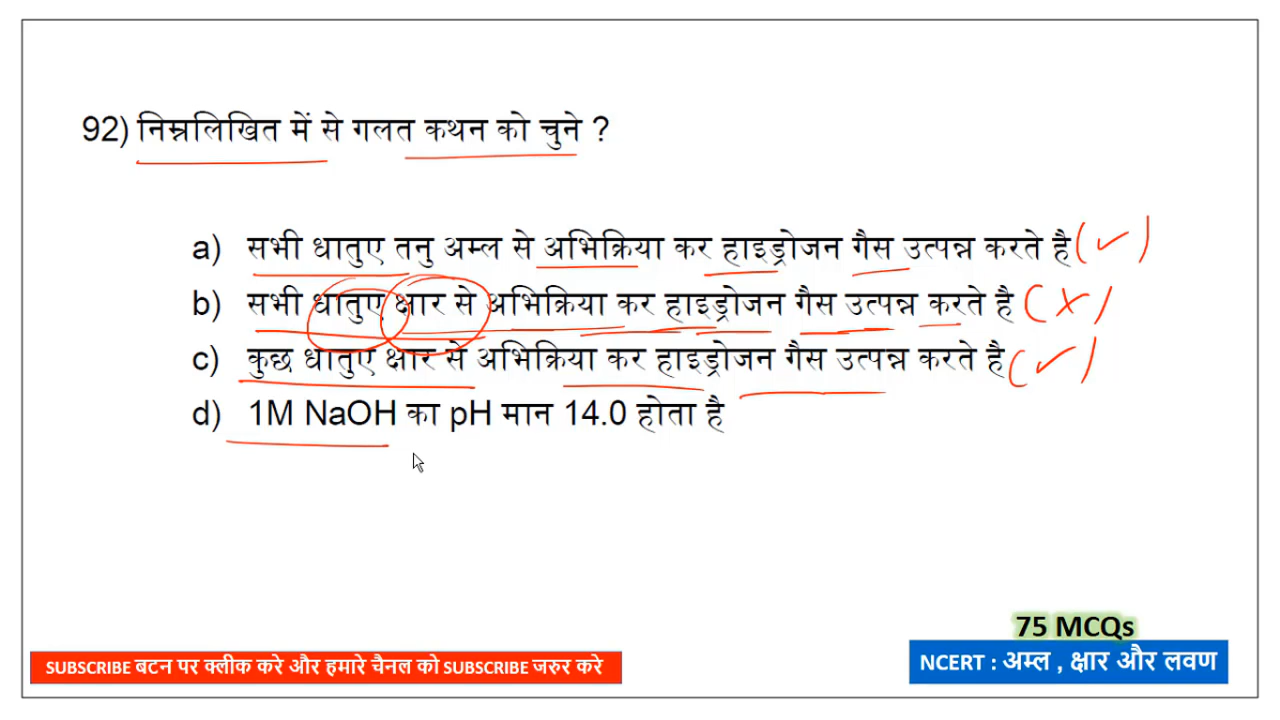 92) निम्नलिखित में से गलत कथन को चुने ?
a) सभी धातुए तनु अम्ल से अभिक्रिया कर हाइड्रोजन गैस उत्पन्न करते है (✓)
b) सभी धातुए क्षार से अभिक्रिया कर हाइड्रोजन गैस उत्पन्न करते है (×)
c) कुछ धातुए क्षार से अभिक्रिया कर हाइड्रोजन गैस उत्पन्न करते है (✓)
d) 1M NaOH का pH मान 14.0 होता है
75 MCQs
SUBSCRIBE बटन पर क्लीक करे और हमारे चैनल को SUBSCRIBE जरुर करे
NCERT : अम्ल , क्षार और लवण